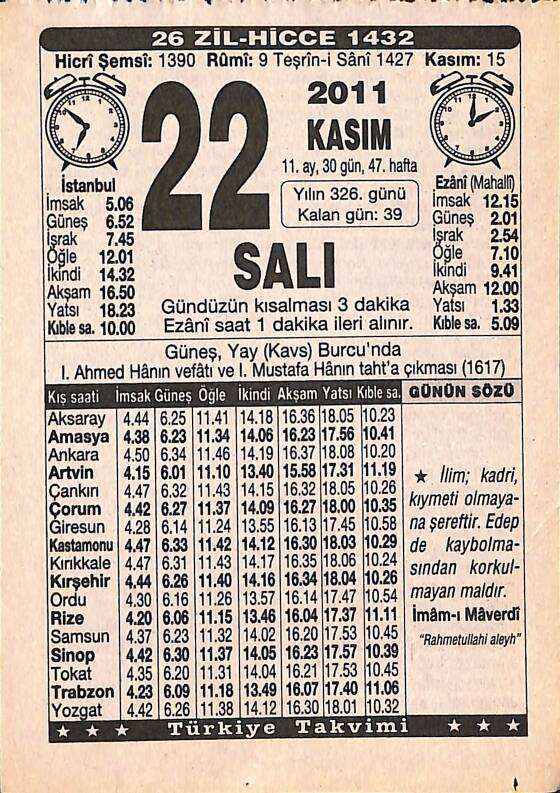 26 ZİL-HİCCE 1432
Hicrî Şemsî: 1390 Rûmî: 9 Teşrîn-i Sânî 1427 Kasım: 15
22
2011
KASIM
11. ay, 30 gün, 47. hafta
Yılın 326. günü
Kalan gün: 39
SALI
Gündüzün kısalması 3 dakika
Ezânî saat 1 dakika ileri alınır.
İstanbul
İmsak 5.06
Güneş 6.52
İşrak 7.45
Öğle 12.01
İkindi 14.32
Akşam 16.50
Yatsı 18.23
Kıble sa. 10.00
Ezânî (Mahallî)
İmsak 12.15
Güneş 2.01
İşrak 2.54
Öğle 7.10
İkindi 9.41
Akşam 12.00
Yatsı 1.33
Kıble sa. 5.09
Güneş, Yay (Kavs) Burcu'nda
I. Ahmed Hânın vefâtı ve I. Mustafa Hânın taht'a çıkması (1617)
Kış saati İmsak Güneş Öğle İkindi Akşam Yatsı Kıble sa.
Aksaray 4.44 6.25 11.41 14.18 16.36 18.05 10.23
Amasya 4.38 6.23 11.34 14.06 16.23 17.56 10.41
Ankara 4.50 6.34 11.46 14.19 16.37 18.08 10.20
Artvin 4.15 6.01 11.10 13.40 15.58 17.31 11.19
Çankırı 4.47 6.32 11.43 14.15 16.32 18.05 10.26
Çorum 4.42 6.27 11.37 14.09 16.27 18.00 10.35
Giresun 4.28 6.14 11.24 13.55 16.13 17.45 10.58
Kastamonu 4.47 6.33 11.42 14.12 16.30 18.03 10.29
Kırıkkale 4.47 6.31 11.43 14.17 16.35 18.06 10.24
Kırşehir 4.44 6.26 11.40 14.16 16.34 18.04 10.26
Ordu 4.30 6.16 11.26 13.57 16.14 17.47 10.54
Rize 4.20 6.06 11.15 13.46 16.04 17.37 11.11
Samsun 4.37 6.23 11.32 14.02 16.20 17.53 10.45
Sinop 4.42 6.30 11.37 14.05 16.23 17.57 10.39
Tokat 4.35 6.20 11.31 14.04 16.21 17.53 10.45
Trabzon 4.23 6.09 11.18 13.49 16.07 17.40 11.06
Yozgat 4.42 6.26 11.38 14.12 16.30 18.01 10.32
GÜNÜN SÖZÜ
★ İlim; kadri,
kıymeti olmaya-
na şereftir. Edep
de kaybolma-
sından korkul-
mayan maldır.
İmâm-ı Mâverdî
"Rahmetullahi aleyh"
★ ★ ★ Türkiye Takvimi ★ ★ ★